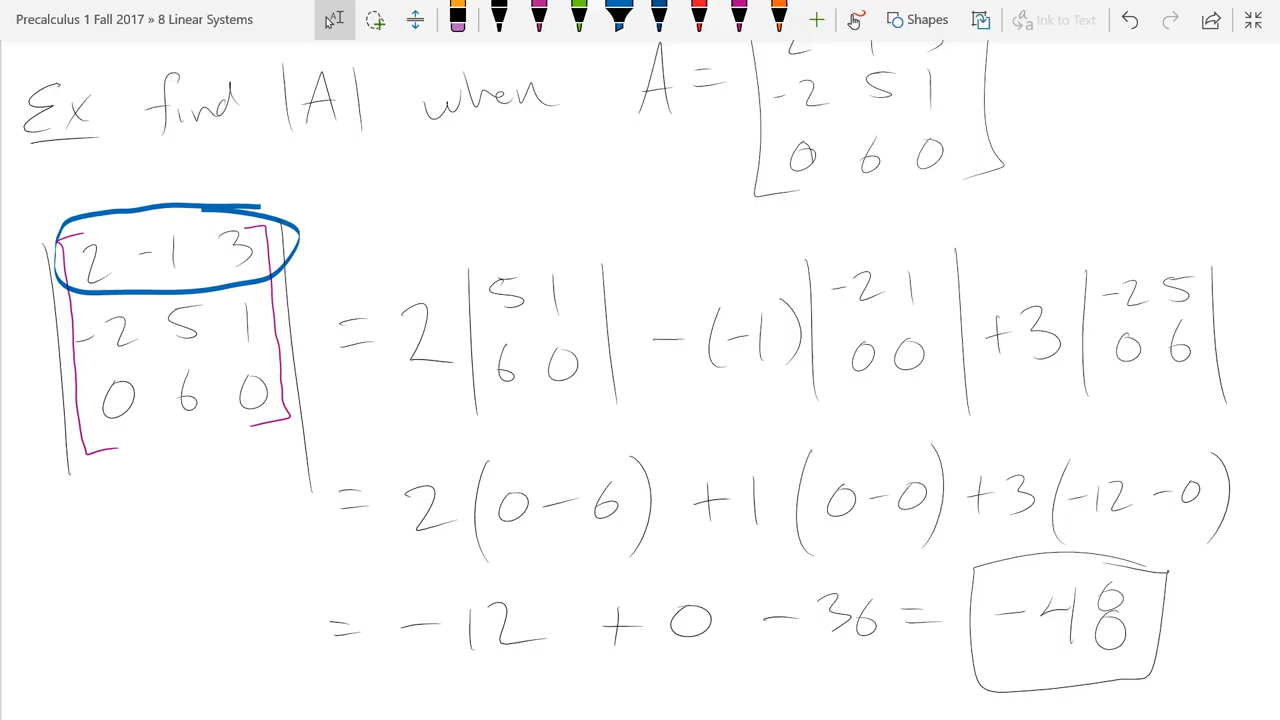 Precalculus 1 Fall 2017 » 8 Linear Systems
Shapes
Ink to Text
Ex find |A| when A =
-2 5 1
0 6 0
2 -1 3
-2 5 1
0 6 0
= 2 |5 1| - (-1) |-2 1| + 3 |-2 5|
|6 0| |0 0| |0 6|
= 2 (0 - 6) + 1 (0 - 0) + 3 (-12 - 0)
= -12 + 0 - 36 = -48